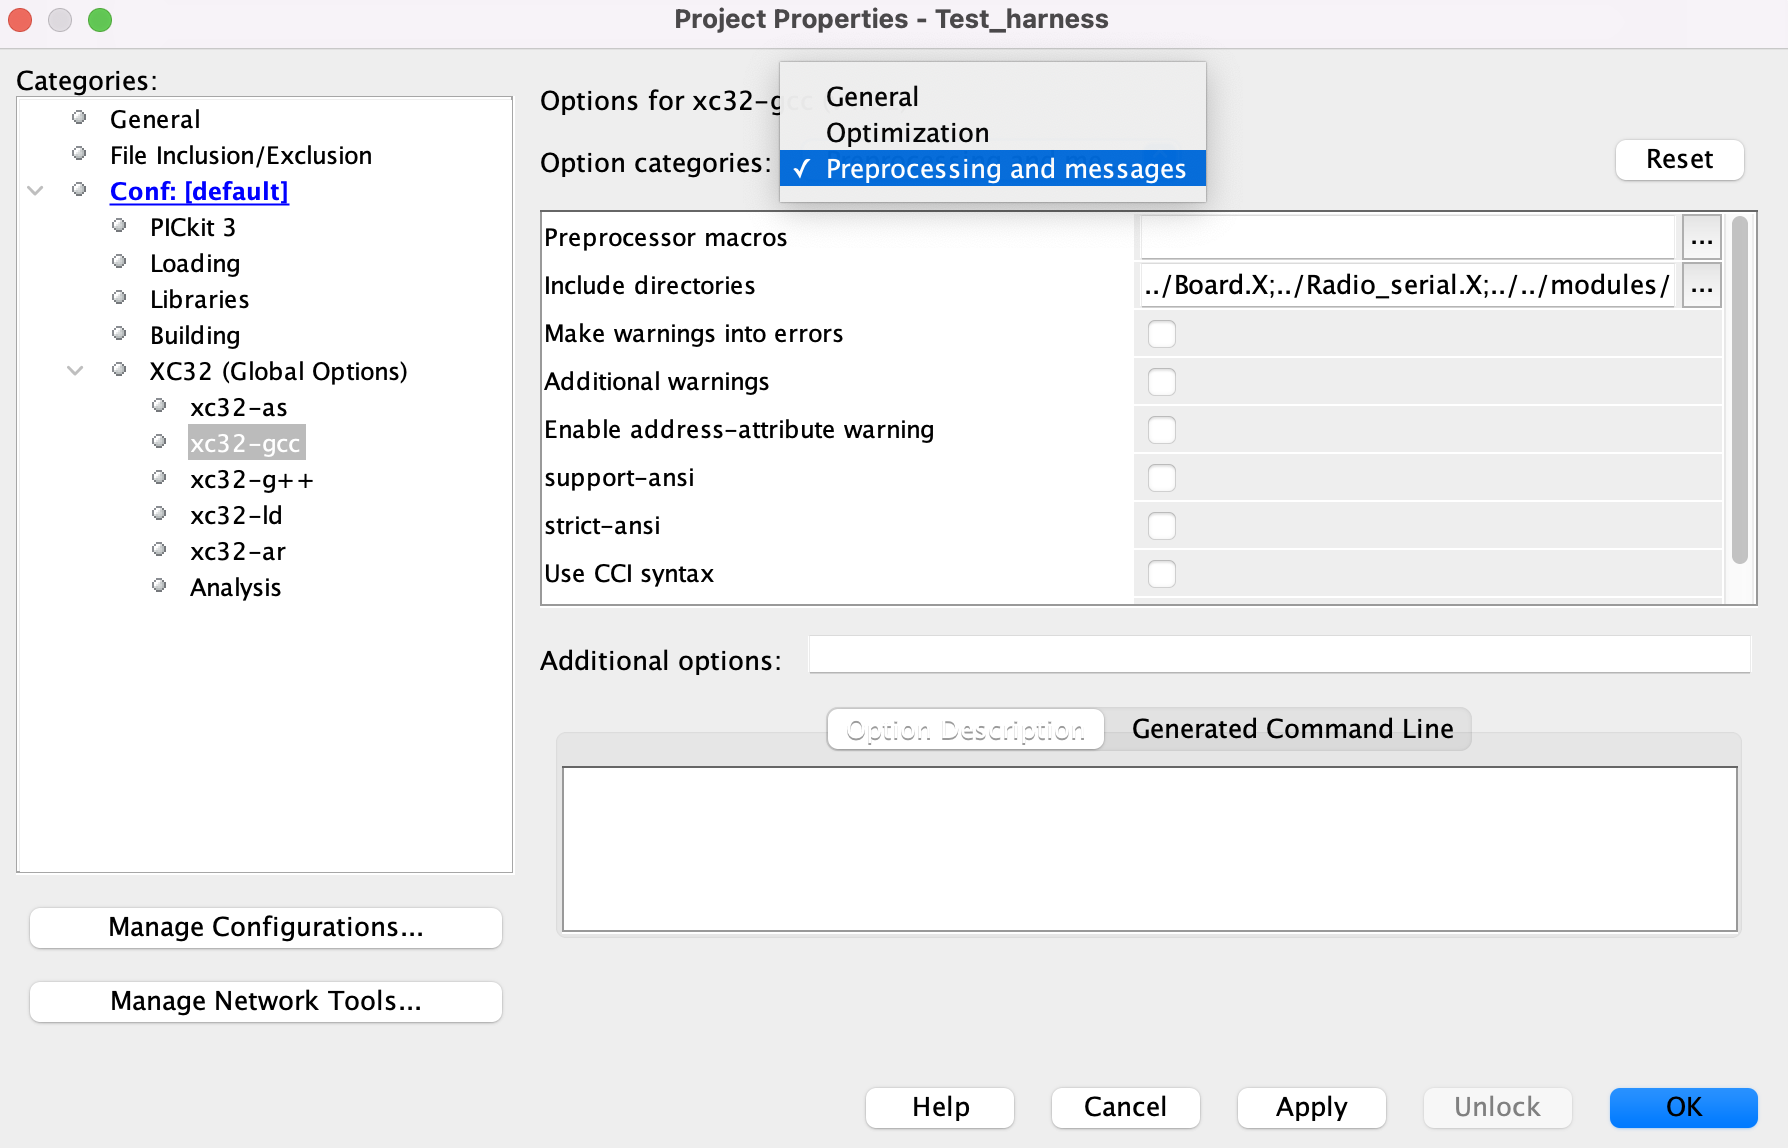 Project Properties - Test_harness
Categories:
General
File Inclusion/Exclusion
Conf: [default]
PICkit 3
Loading
Libraries
Building
XC32 (Global Options)
xc32-as
xc32-gcc
xc32-g++
xc32-ld
xc32-ar
Analysis
Manage Configurations...
Manage Network Tools...
Options for xc32-gcc
General
Optimization
Option categories:
✓ Preprocessing and messages
Reset
Preprocessor macros
...
Include directories
../Board.X;../Radio_serial.X;../../modules/
...
Make warnings into errors
Additional warnings
Enable address-attribute warning
support-ansi
strict-ansi
Use CCI syntax
Additional options:
Option Description
Generated Command Line
Help
Cancel
Apply
Unlock
OK